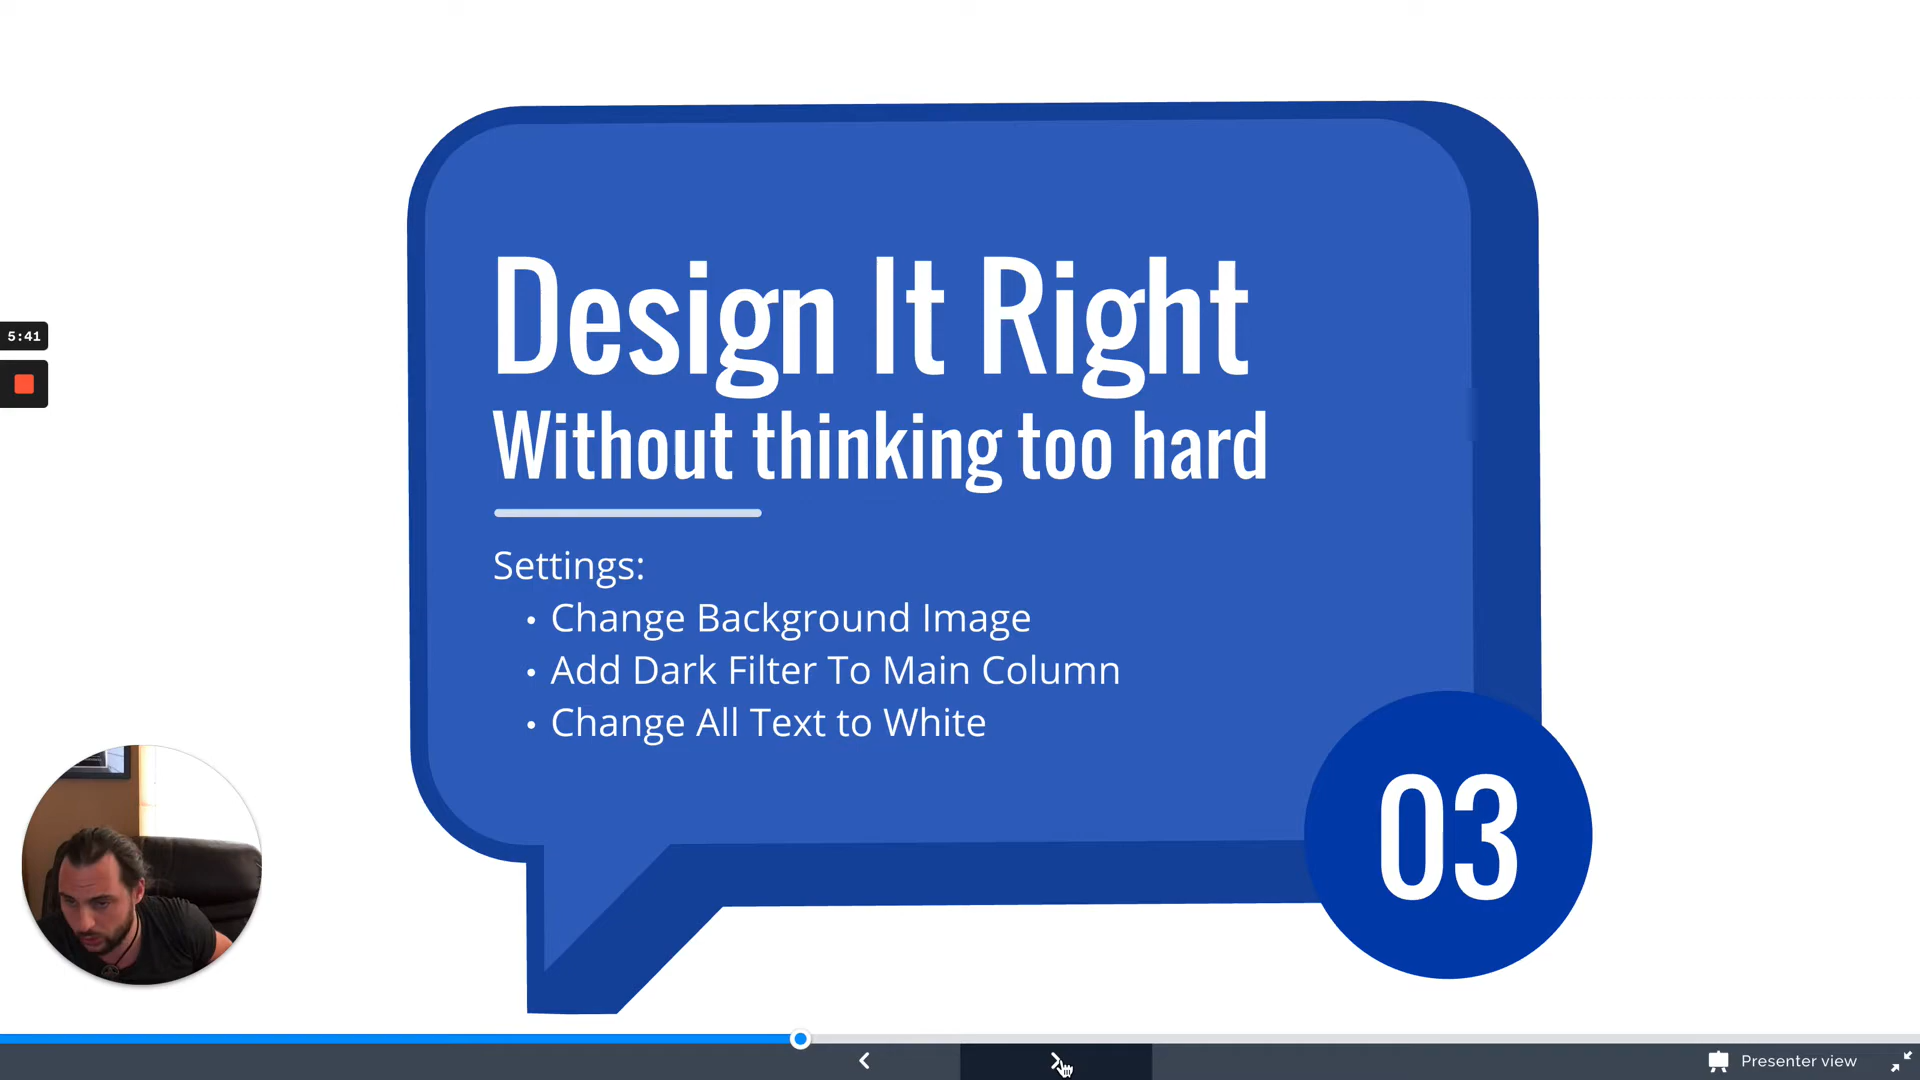 Design It Right
Without thinking too hard
5:41
Settings:
• Change Background Image
• Add Dark Filter To Main Column
• Change All Text to White
03
Presenter view